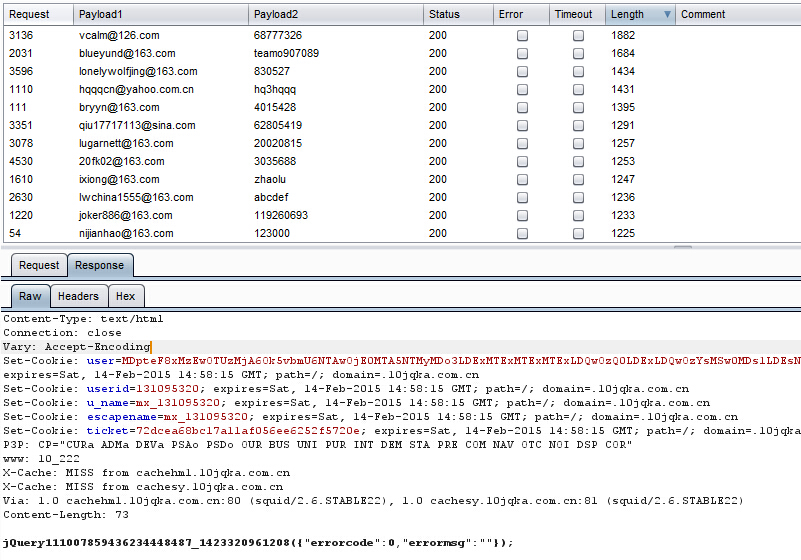 Request Payload1 Payload2 Status Error Timeout Length Comment
3136 vcalm@126.com 68777326 200 1882
2031 blueyund@163.com teamo907089 200 1684
3596 lonelywolfjing@163.com 830527 200 1434
1110 hqqqcn@yahoo.com.cn hq3hqqq 200 1431
111 bryyn@163.com 4015428 200 1395
3351 qiu17717113@sina.com 62805419 200 1291
3078 lugarnett@163.com 20020815 200 1257
4530 20fk02@163.com 3035688 200 1253
1610 ixiong@163.com zhaolu 200 1247
2630 lwchina1555@163.com abcdef 200 1236
1220 joker886@163.com 119260693 200 1233
54 nijianhao@163.com 123000 200 1225
Request Response
Raw Headers Hex
Content-Type: text/html
Connection: close
Vary: Accept-Encoding
Set-Cookie:
expires=Sat, 14-Feb-2015 14:58:15 GMT; path=/; domain=.10jqka.com.cn
Set-Cookie: userid=131095320; expires=Sat, 14-Feb-2015 14:58:15 GMT; path=/; domain=.10jqka.com.cn
Set-Cookie: u_name=mx_131095320; expires=Sat, 14-Feb-2015 14:58:15 GMT; path=/; domain=.10jqka.com.cn
Set-Cookie: escapename=mx_131095320; expires=Sat, 14-Feb-2015 14:58:15 GMT; path=/; domain=.10jqka.com.cn
Set-Cookie: expires=Sat, 14-Feb-2015 14:58:15 GMT; path=/; domain=.10jqka.com.cn
P3P: CP="CURa ADMa DEVa PSAo PSDo OUR BUS UNI PUR INT DEM STA PRE COM NAV OTC NOI DSP COR"
www: 10_222
X-Cache: MISS from cachehml.10jqka.com.cn
X-Cache: MISS from cachesy.10jqka.com.cn
Via: 1.0 cachehml.10jqka.com.cn:80 (squid/2.6.STABLE22), 1.0 cachesy.10jqka.com.cn:81 (squid/2.6.STABLE22)
Content-Length: 73
jQuery111007859436234448487_1423320961208({"errorcode":0,"errormsg":""});